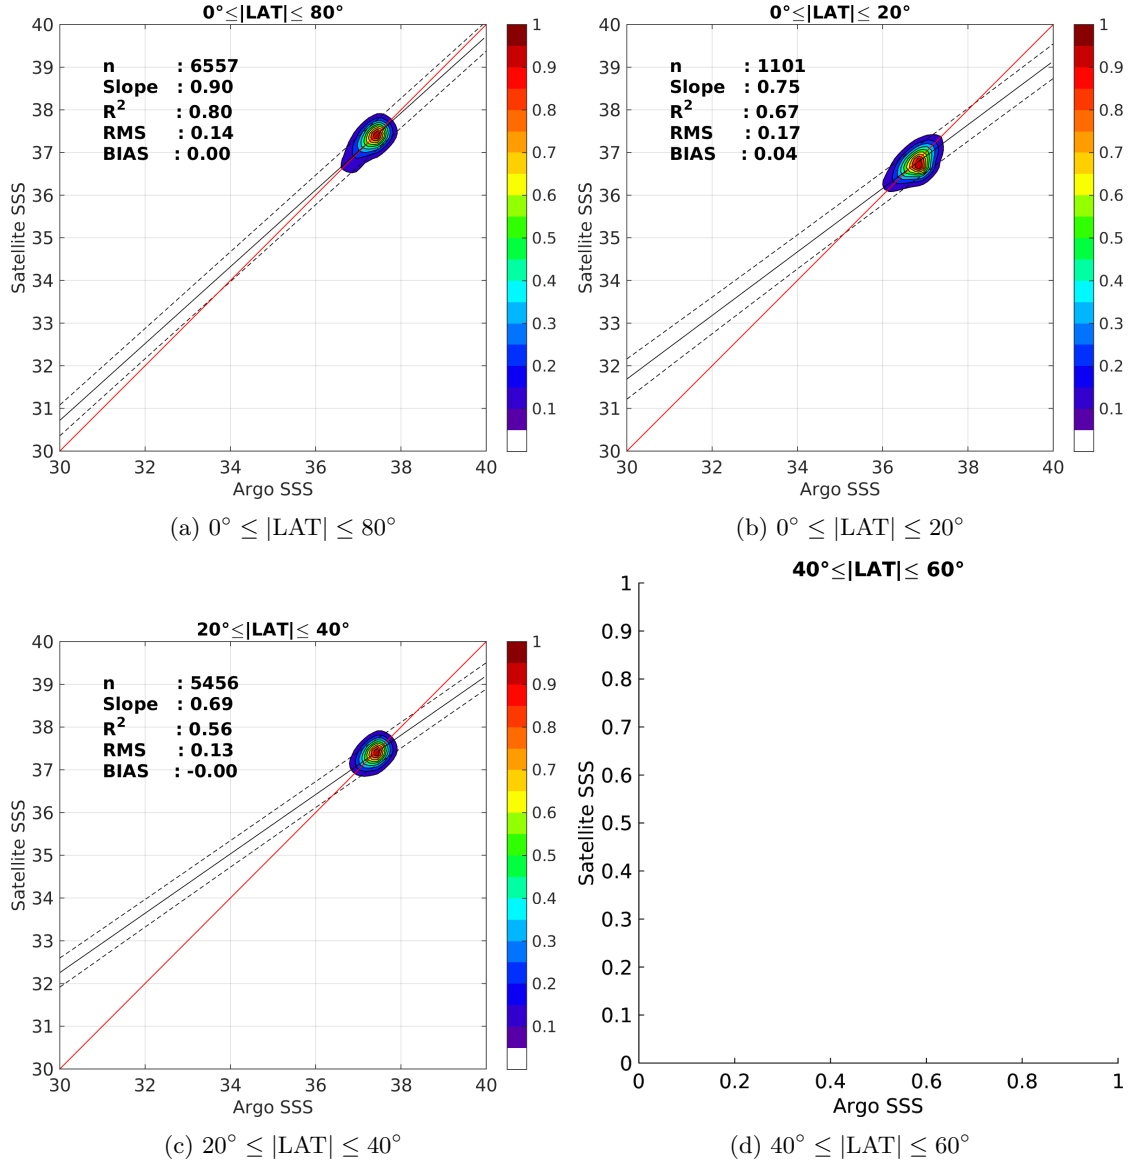 0°≤|LAT|≤ 80°
n : 6557
Slope : 0.90
R² : 0.80
RMS : 0.14
BIAS : 0.00
40
39
38
37
36
35
34
33
32
31
30
Satellite SSS
30 32 34 36 38 40
Argo SSS
1
0.9
0.8
0.7
0.6
0.5
0.4
0.3
0.2
0.1
(a) 0° ≤ |LAT| ≤ 80°
0°≤|LAT|≤ 20°
n : 1101
Slope : 0.75
R² : 0.67
RMS : 0.17
BIAS : 0.04
40
39
38
37
36
35
34
33
32
31
30
Satellite SSS
30 32 34 36 38 40
Argo SSS
1
0.9
0.8
0.7
0.6
0.5
0.4
0.3
0.2
0.1
(b) 0° ≤ |LAT| ≤ 20°
20°≤|LAT|≤ 40°
n : 5456
Slope : 0.69
R² : 0.56
RMS : 0.13
BIAS : -0.00
40
39
38
37
36
35
34
33
32
31
30
Satellite SSS
30 32 34 36 38 40
Argo SSS
1
0.9
0.8
0.7
0.6
0.5
0.4
0.3
0.2
0.1
(c) 20° ≤ |LAT| ≤ 40°
40°≤|LAT|≤ 60°
1
0.9
0.8
0.7
0.6
0.5
0.4
0.3
0.2
0.1
0
Satellite SSS
0 0.2 0.4 0.6 0.8 1
Argo SSS
(d) 40° ≤ |LAT| ≤ 60°